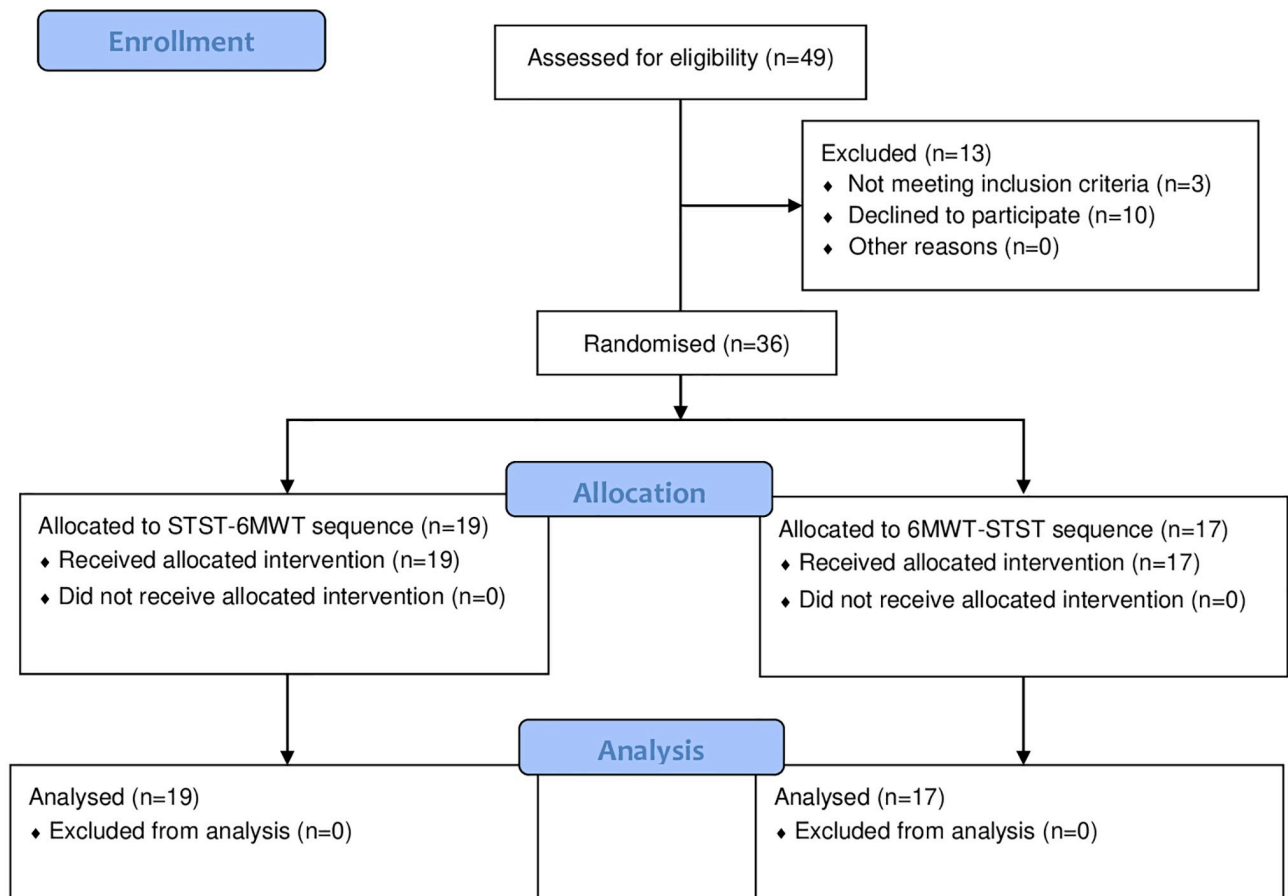 Enrollment
Assessed for eligibility (n=49)
Excluded (n=13)
♦ Not meeting inclusion criteria (n=3)
♦ Declined to participate (n=10)
♦ Other reasons (n=0)
Randomised (n=36)
Allocation
Allocated to STST-6MWT sequence (n=19)
♦ Received allocated intervention (n=19)
♦ Did not receive allocated intervention (n=0)
Allocated to 6MWT-STST sequence (n=17)
♦ Received allocated intervention (n=17)
♦ Did not receive allocated intervention (n=0)
Analysis
Analysed (n=19)
♦ Excluded from analysis (n=0)
Analysed (n=17)
♦ Excluded from analysis (n=0)